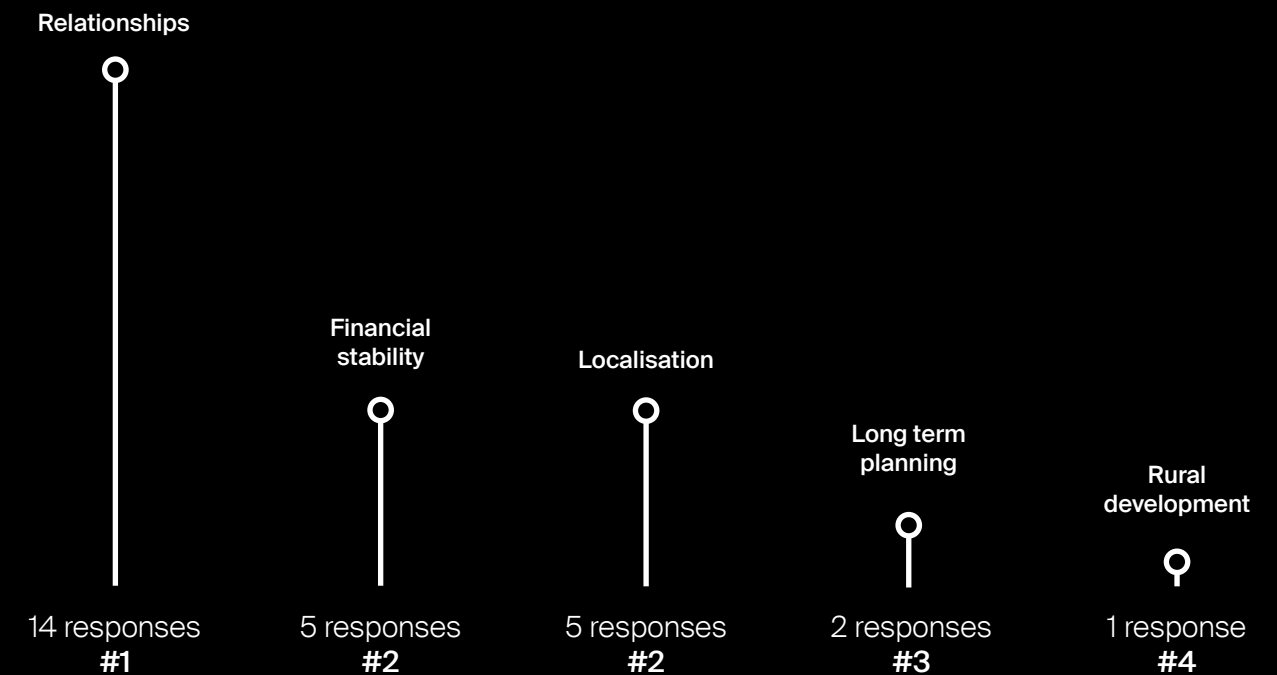 Relationships
Financial
stability
Localisation
Long term
planning
Rural
development
14 responses
#1
5 responses
#2
5 responses
#2
2 responses
#3
1 response
#4